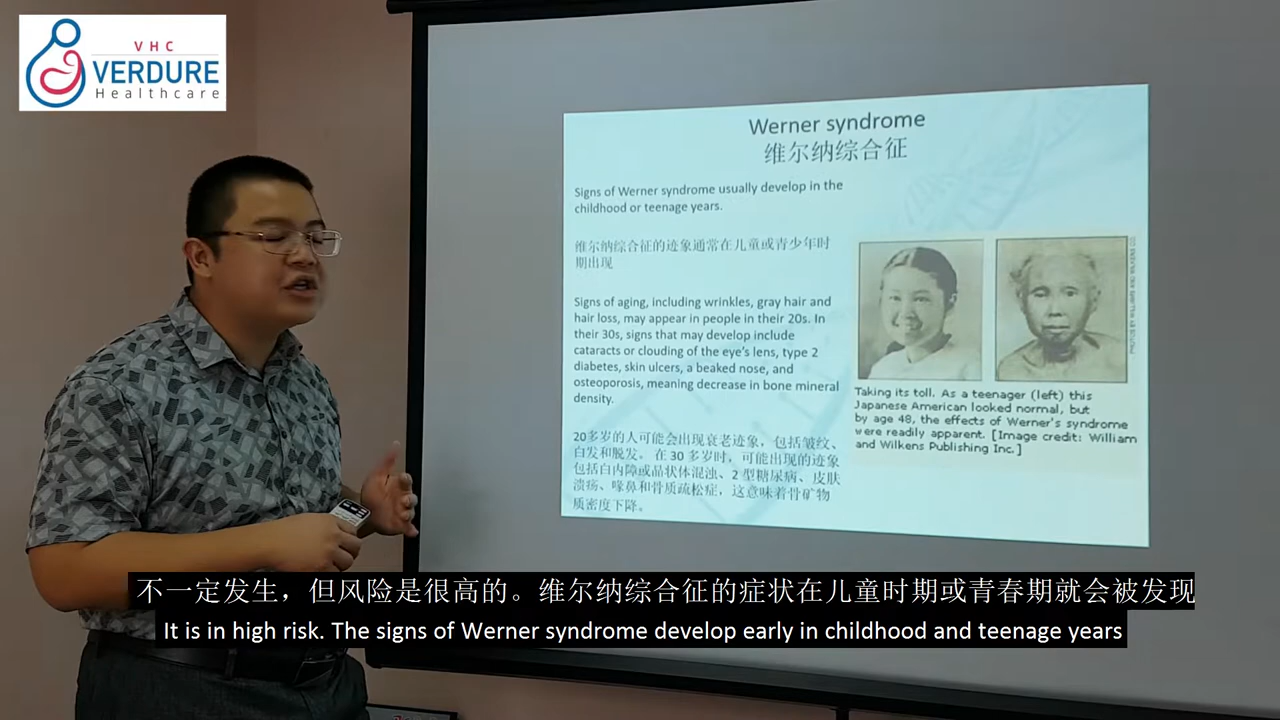 VHC
VERDURE
Healthcare
Werner syndrome
维尔纳综合征
Signs of Werner syndrome usually develop in the
childhood or teenage years.
维尔纳综合征的迹象通常在儿童或青少年时
期出现
Signs of aging, including wrinkles, gray hair and
hair loss, may appear in people in their 20s. In
their 30s, signs that may develop include
cataracts or clouding of the eye's lens, type 2
diabetes, skin ulcers, a beaked nose, and
osteoporosis, meaning decrease in bone mineral
density.
20多岁的人可能会出现衰老迹象，包括皱纹、
白发和脱发。在 30 多岁时，可能出现的迹象
包括白内障或晶状体混浊、2 型糖尿病、皮肤
溃疡、喙鼻和骨质疏松症，这意味着骨矿物
质密度下降。
PHOTOS BY WILLIAMS AND WILKENS CO.
Taking its toll. As a teenager (left) this
Japanese American looked normal, but
by age 48, the effects of Werner's syndrome
were readily apparent. [Image credit: William
and Wilkens Publishing Inc.]
不一定发生，但风险是很高的。维尔纳综合征的症状在儿童时期或青春期就会被发现
It is in high risk. The signs of Werner syndrome develop early in childhood and teenage years